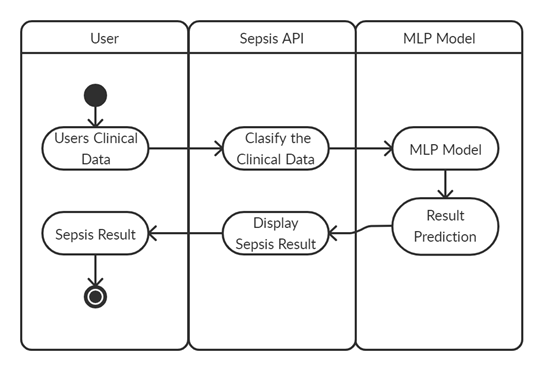 User
Sepsis API
MLP Model
Users Clinical
Data
Clasify the
Clinical Data
MLP Model
Sepsis Result
Display
Sepsis Result
Result
Prediction